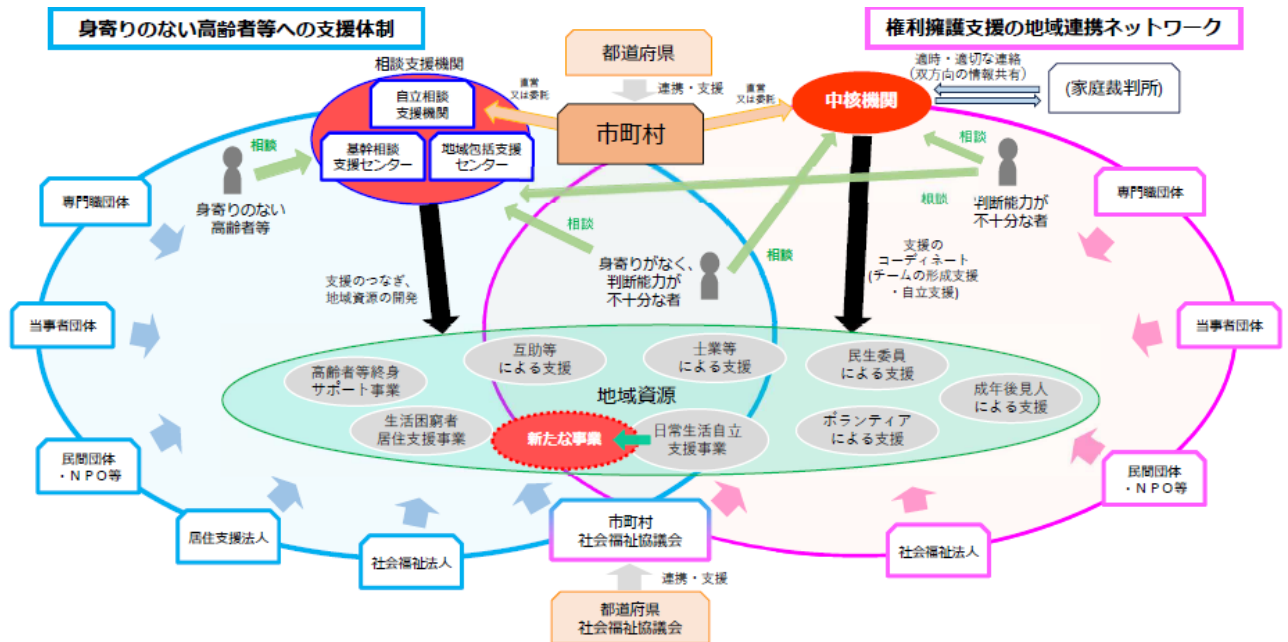 身寄りのない高齢者等への支援体制
権利擁護支援の地域連携ネットワーク
都道府県
連携・支援
市町村
直営
又は委託
直営
又は委託
相談支援機関
自立相談
支援機関
基幹相談
支援センター
地域包括支援
センター
中核機関
適時・適切な連絡
(双方向の情報共有)
(家庭裁判所)
相談
身寄りのない
高齢者等
相談
相談
身寄りがなく、
判断能力が
不十分な者
相談
相談
判断能力が
不十分な者
支援のつなぎ、
地域資源の開発
支援の
コーディネート
(チームの形成支援
・自立支援)
専門職団体
当事者団体
民間団体
・NPO等
居住支援法人
社会福祉法人
専門職団体
当事者団体
民間団体
・NPO等
社会福祉法人
互助等
による支援
士業等
による支援
民生委員
による支援
高齢者等終身
サポート事業
地域資源
成年後見人
による支援
生活困窮者
居住支援事業
新たな事業
日常生活自立
支援事業
ボランティア
による支援
市町村
社会福祉協議会
連携・支援
都道府県
社会福祉協議会